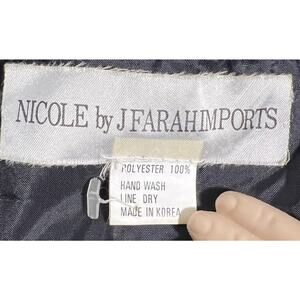 NICOLE by J FARAH IMPORTS
POLYESTER 100%
HAND WASH
LINE DRY
MADE IN KOREA